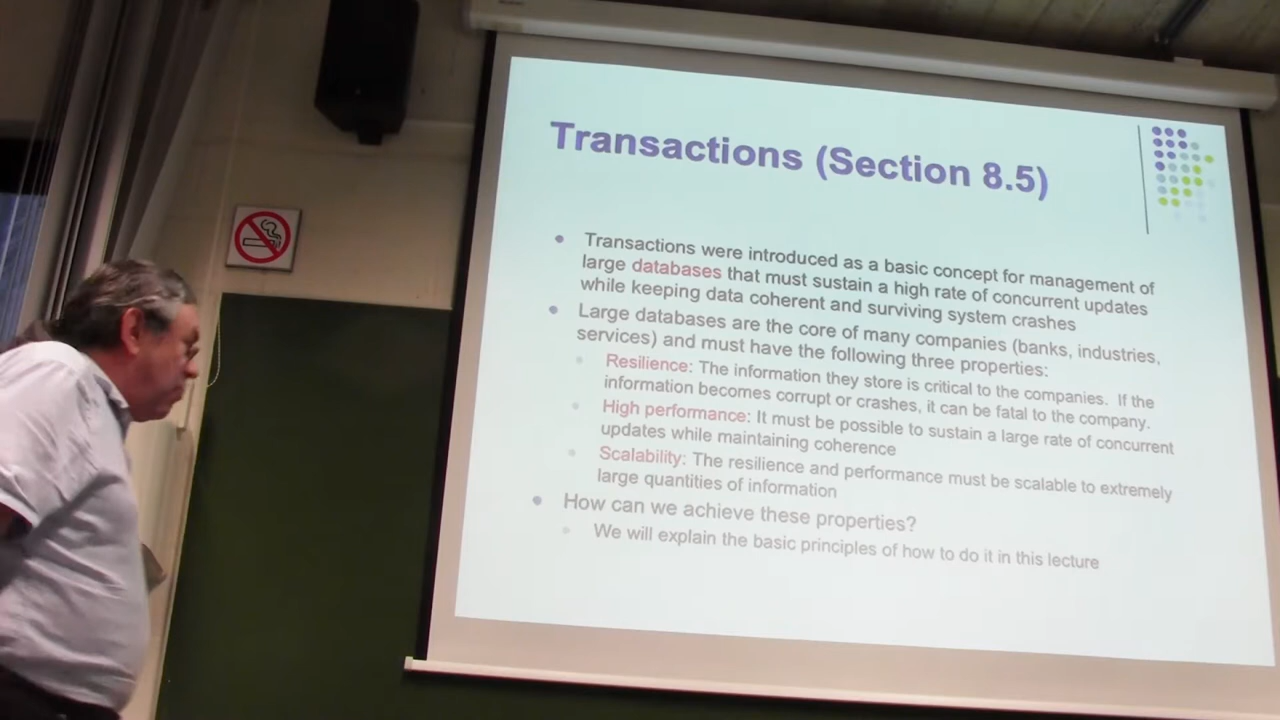 Transactions (Section 8.5)
Transactions were introduced as a basic concept for management of
large databases that must sustain a high rate of concurrent updates
while keeping data coherent and surviving system crashes
Large databases are the core of many companies (banks, industries,
services) and must have the following three properties:
Resilience: The information they store is critical to the companies. If the
information becomes corrupt or crashes, it can be fatal to the company.
High performance: It must be possible to sustain a large rate of concurrent
updates while maintaining coherence
Scalability: The resilience and performance must be scalable to extremely
large quantities of information
How can we achieve these properties?
We will explain the basic principles of how to do it in this lecture